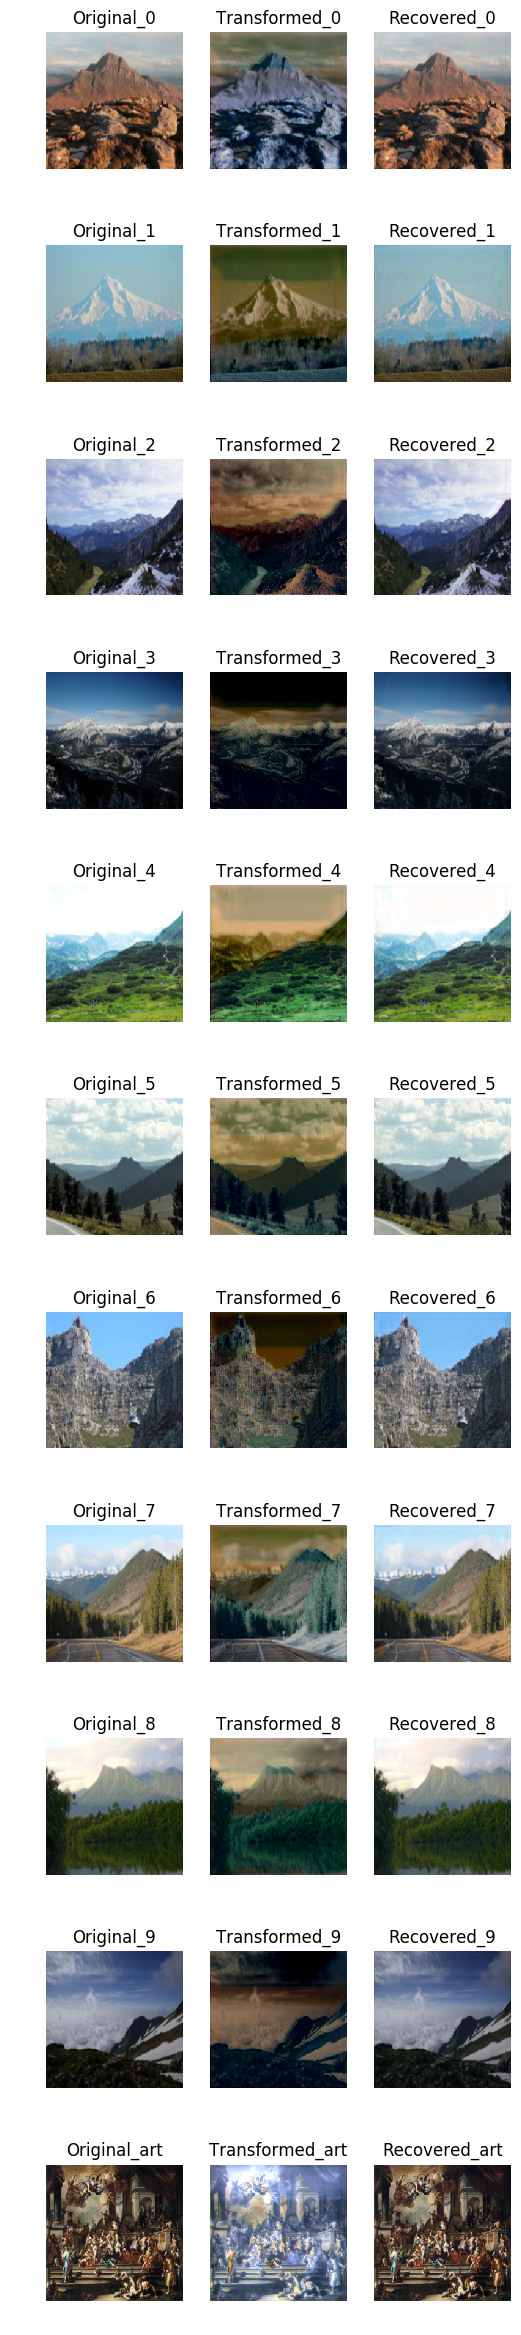 Original_0 Transformed_0 Recovered_0
Original_1 Transformed_1 Recovered_1
Original_2 Transformed_2 Recovered_2
Original_3 Transformed_3 Recovered_3
Original_4 Transformed_4 Recovered_4
Original_5 Transformed_5 Recovered_5
Original_6 Transformed_6 Recovered_6
Original_7 Transformed_7 Recovered_7
Original_8 Transformed_8 Recovered_8
Original_9 Transformed_9 Recovered_9
Original_art Transformed_art Recovered_art